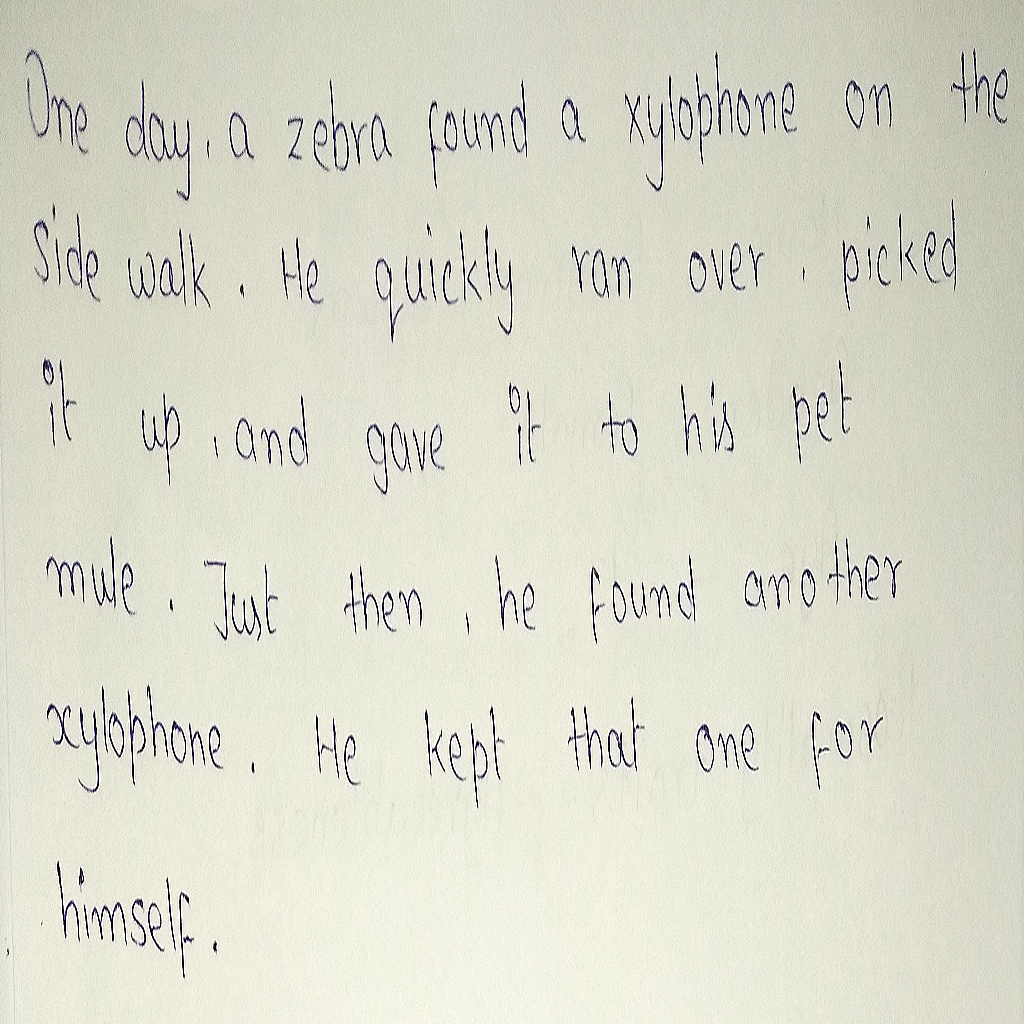 One day, a zebra found a xylophone on the
Side walk. He quickly ran over, picked
it up, and gave it to his pet
mule. Just then, he found another
xylophone. He kept that one for
himself.